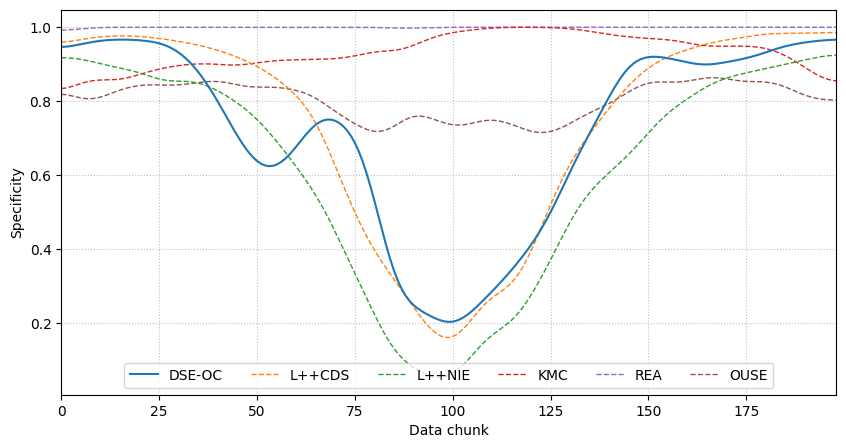 1.0
0.8
0.6
0.4
0.2
Specificity
DSE-OC L++CDS L++NIE KMC REA OUSE
0 25 50 75 100 125 150 175
Data chunk